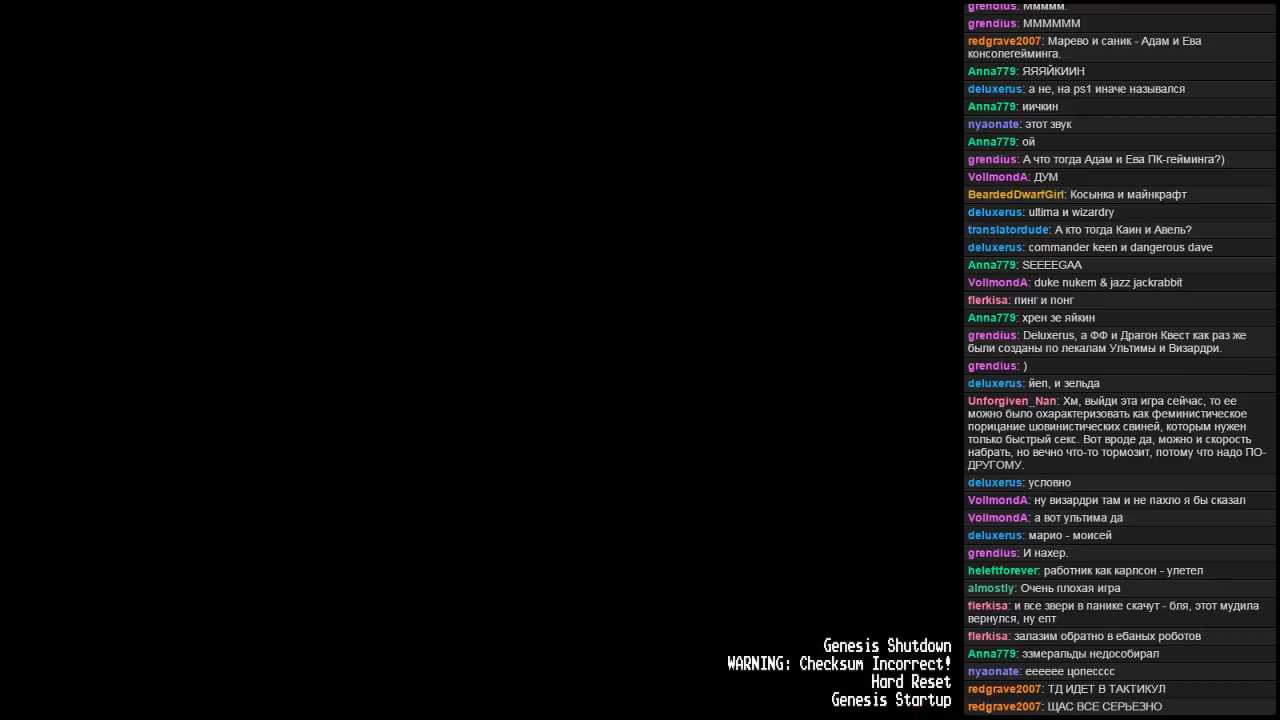 grendius: Ммммм.
grendius: MMMMMM
redgrave2007: Марево и саник - Адам и Ева
консолегейминга.
Anna779: ЯЯЯЙКИИН
deluxerus: а не, на ps1 иначе назывался
Anna779: иичкин
nyaonate: этот звук
Anna779: ой
grendius: А что тогда Адам и Ева ПК-гейминга?)
VollmondA: ДУМ
BeardedDwarfGirl: Косынка и майнкрафт
deluxerus: ultima и wizardry
translatordude: А кто тогда Каин и Авель?
deluxerus: commander keen и dangerous dave
Anna779: SEEEEGAA
VollmondA: duke nukem & jazz jackrabbit
flerkisa: пинг и понг
Anna779: хрен зе яйкин
grendius: Deluxerus, а ФФ и Драгон Квест как раз же
были созданы по лекалам Ультимы и Визардри.
grendius: )
deluxerus: йеп, и зельда
Unforgiven_Nan: Хм, выйди эта игра сейчас, то ее
можно было охарактеризовать как феминистическое
порицание шовинистических свиней, которым нужен
только быстрый секс. Вот вроде да, можно и скорость
набрать, но вечно что-то тормозит, потому что надо ПО-
ДРУГОМУ.
deluxerus: условно
VollmondA: ну визардри там и не пахло я бы сказал
VollmondA: а вот ультима да
deluxerus: марио - моисей
grendius: И нахер.
heleftforever: работник как карлсон - улетел
almostly: Очень плохая игра
flerkisa: и все звери в панике скачут - бля, этот мудила
вернулся, ну епт
flerkisa: залазим обратно в ебаных роботов
Anna779: эзмеральды недособирал
nyaonate: ееееее цопесссс
redgrave2007: ТД ИДЕТ В ТАКТИКУЛ
redgrave2007: ЩАС ВСЕ СЕРЬЕЗНО
Genesis Shutdown
WARNING: Checksum Incorrect!
Hard Reset
Genesis Startup